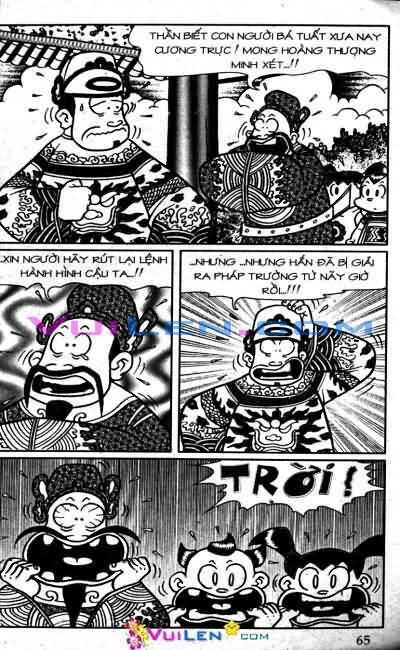 THẦN BIẾT CON NGƯỜI BÁ TUẤT XƯA NAY
CƯƠNG TRỰC! MONG HOÀNG THƯỢNG
MINH XÉT...!!
XIN NGƯỜI HÃY RÚT LẠI LỆNH
HÀNH HÌNH CẬU TA...!!
..NHƯNG ..NHƯNG HẮN ĐÃ BỊ GIẢI
RA PHÁP TRƯỜNG TỪ NÃY GIỜ
RỒI...!!!
VUILEN.COM
TRỜI!
65
VUILEN.COM